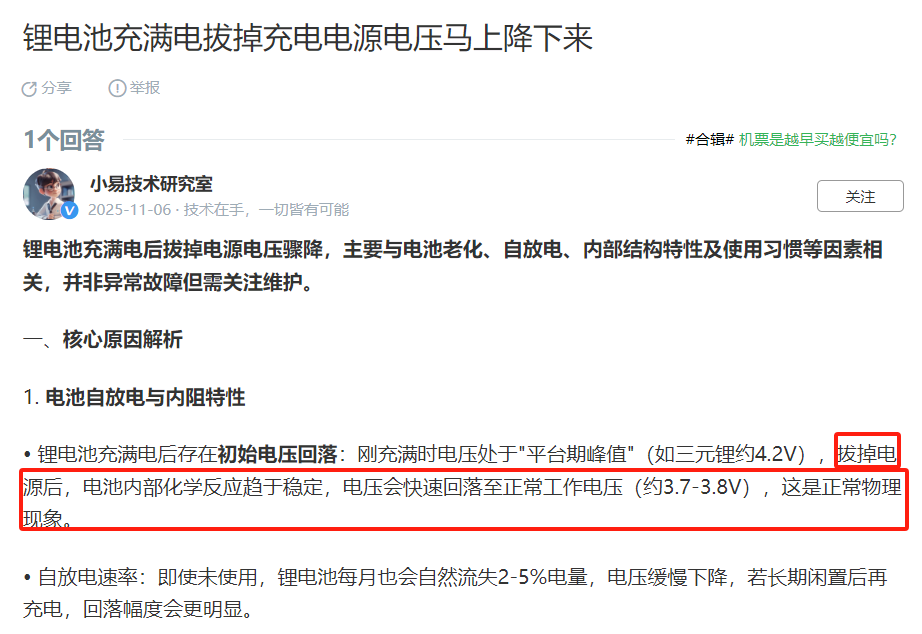 锂电池充满电拔掉充电电源电压马上降下来
分享 举报
1个回答 #合辑# 机票是越早买越便宜吗?
小易技术研究室
2025-11-06 · 技术在手，一切皆有可能 关注
锂电池充满电后拔掉电源电压骤降，主要与电池老化、自放电、内部结构特性及使用习惯等因素相
关，并非异常故障但需关注维护。
一、核心原因解析
1. 电池自放电与内阻特性
• 锂电池充满电后存在初始电压回落：刚充满时电压处于"平台期峰值"（如三元锂约4.2V），拔掉电
源后，电池内部化学反应趋于稳定，电压会快速回落至正常工作电压（约3.7-3.8V），这是正常物理
现象。
• 自放电速率：即使未使用，锂电池每月也会自然流失2-5%电量，电压缓慢下降，若长期闲置后再
充电，回落幅度会更明显。